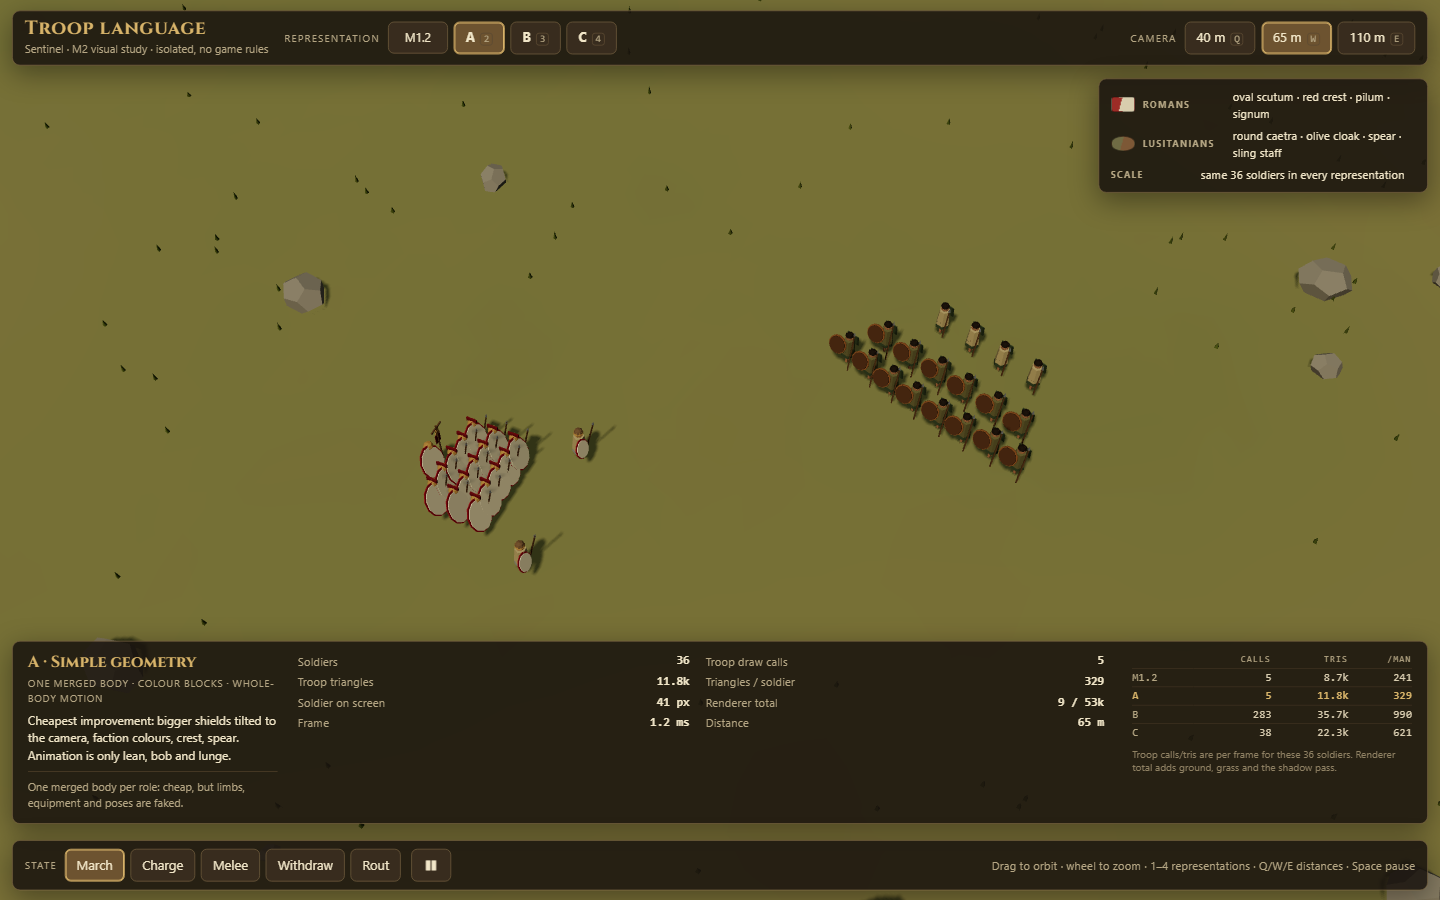 Troop language
Sentinel · M2 visual study · isolated, no game rules
REPRESENTATION
M1.2
A 2
B 3
C 4
CAMERA
40 m Q
65 m W
110 m E
ROMANS
oval scutum · red crest · pilum ·
signum
LUSITANIANS
round caetra · olive cloak · spear ·
sling staff
SCALE
same 36 soldiers in every representation
A · Simple geometry
ONE MERGED BODY · COLOUR BLOCKS · WHOLE-
BODY MOTION
Cheapest improvement: bigger shields tilted to
the camera, faction colours, crest, spear.
Animation is only lean, bob and lunge.
One merged body per role: cheap, but limbs,
equipment and poses are faked.
Soldiers 36
Troop triangles 11.8k
Soldier on screen 41 px
Frame 1.2 ms
Troop draw calls 5
Triangles / soldier 329
Renderer total 9 / 53k
Distance 65 m
CALLS TRIS /MAN
M1.2 5 8.7k 241
A 5 11.8k 329
B 283 35.7k 990
C 38 22.3k 621
Troop calls/tris are per frame for these 36 soldiers. Renderer
total adds ground, grass and the shadow pass.
STATE
March
Charge
Melee
Withdraw
Rout
Drag to orbit · wheel to zoom · 1–4 representations · Q/W/E distances · Space pause